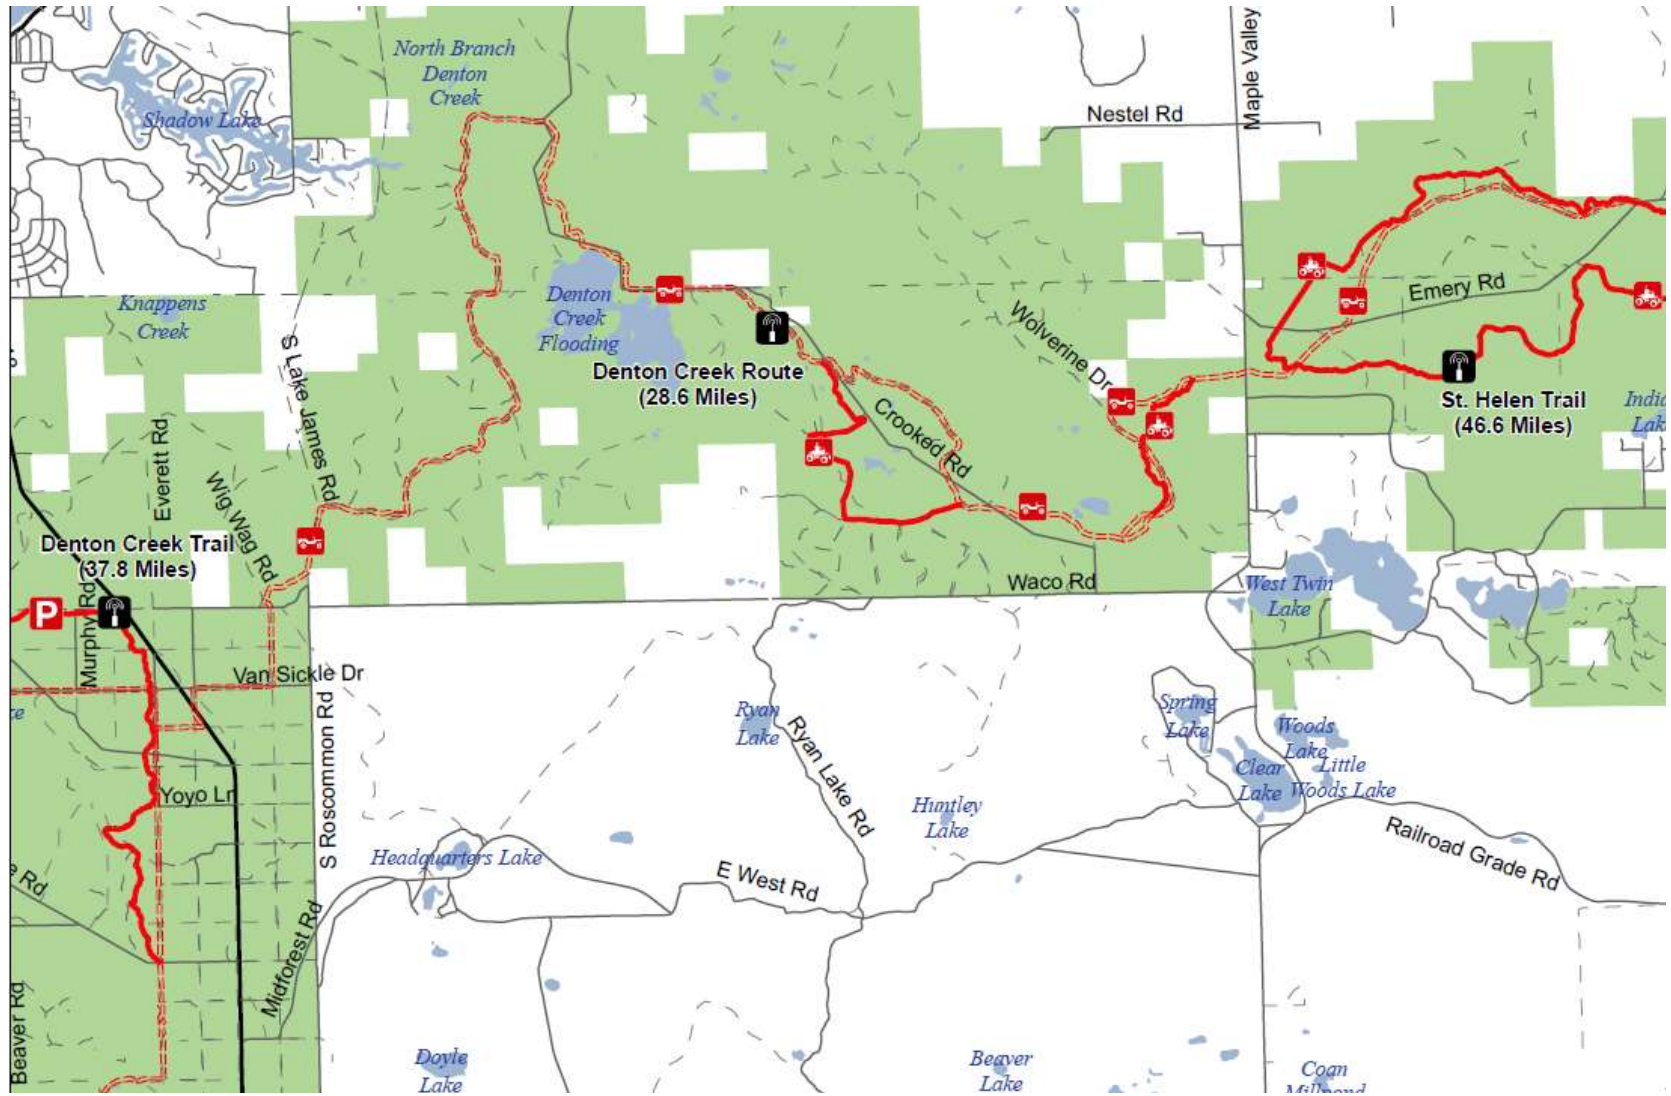 North Branch
Denton
Creek
Shadow Lake
Nestel Rd
Maple Valley
Knappens
Creek
Denton
Creek
Flooding
Emery Rd
Wolverine Dr
S Lake James Rd
Denton Creek Route
(28.6 Miles)
St. Helen Trail
(46.6 Miles)
Crooked Rd
Everett Rd
Wig Wag Rd
Denton Creek Trail
(37.8 Miles)
Waco Rd
West Twin
Lake
P
Murphy Rd
Van Sickle Dr
S Roscommon Rd
Ryan
Lake
Ryan Lake Rd
Spring
Lake
Woods
Lake
Little
Woods Lake
Clear
Lake
Yoyo Ln
Huntley
Lake
Railroad Grade Rd
Headquarters Lake
E West Rd
Rd
Midforest Rd
Beaver Rd
Doyle
Lake
Beaver
Lake
Coan
Millpond